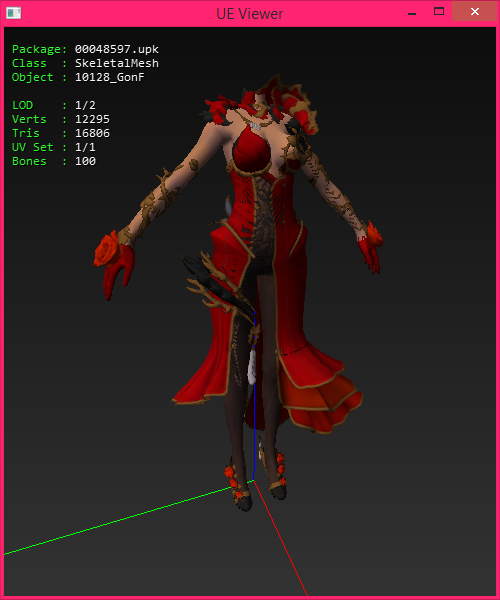 UE Viewer
Package: 00048597.upk
Class : SkeletalMesh
Object : 10128_GonF
LOD : 1/2
Verts : 12295
Tris : 16806
UV Set : 1/1
Bones : 100